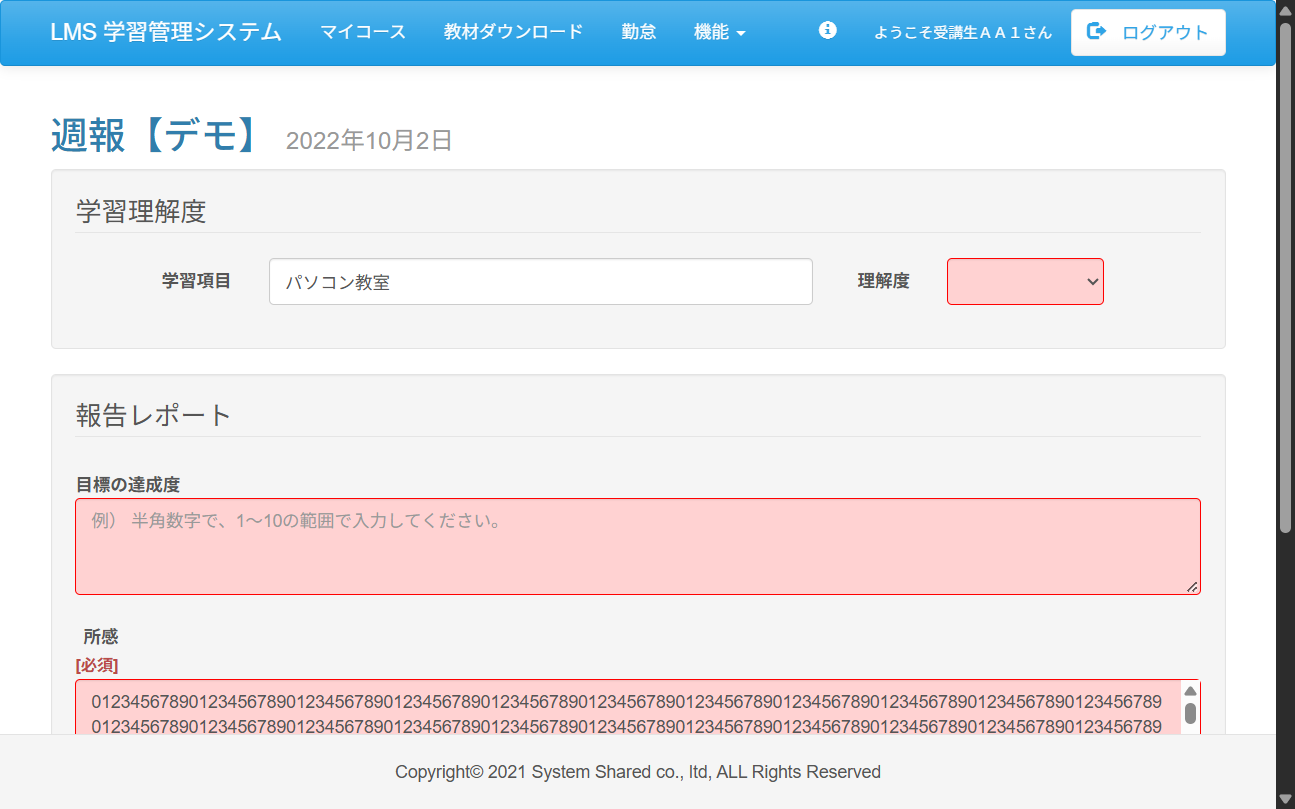 LMS 学習管理システム マイコース 教材ダウンロード 勤怠 機能 ようこそ受講生ＡＡ１さん ログアウト
週報【デモ】 2022年10月2日
学習理解度
学習項目 パソコン教室 理解度
報告レポート
目標の達成度
例） 半角数字で、1～10の範囲で入力してください。
所感
[必須]
0123456789012345678901234567890123456789012345678901234567890123456789012345678901234567890123456789
0123456789012345678901234567890123456789012345678901234567890123456789012345678901234567890123456789
Copyright© 2021 System Shared co., ltd, ALL Rights Reserved